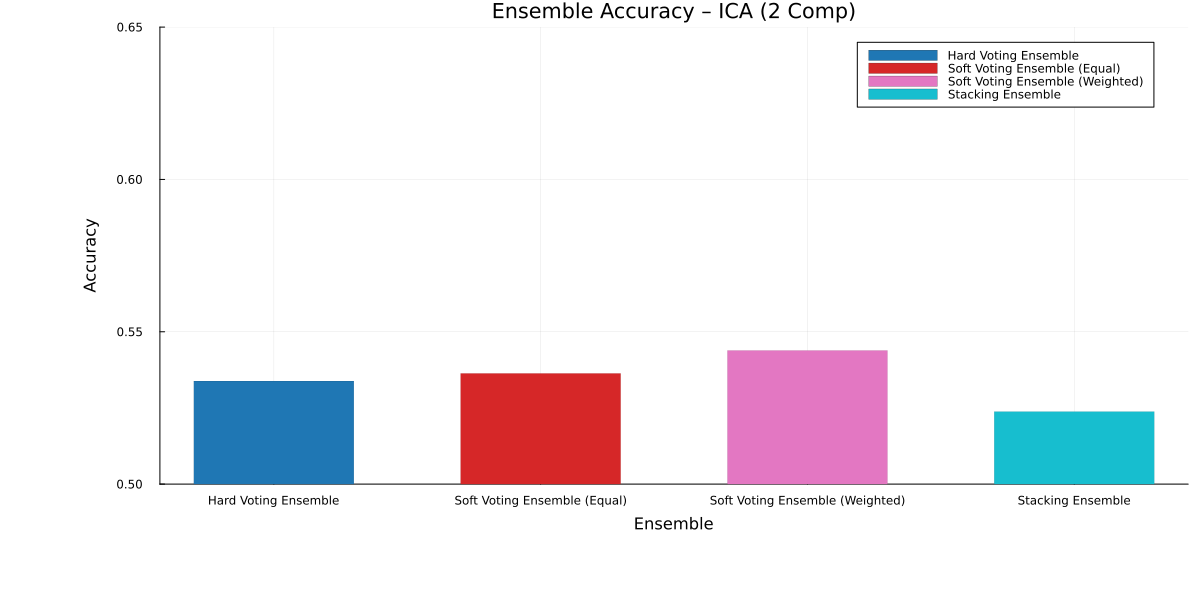 Ensemble Accuracy – ICA (2 Comp)
Hard Voting Ensemble
Soft Voting Ensemble (Equal)
Soft Voting Ensemble (Weighted)
Stacking Ensemble
Accuracy
0.65
0.60
0.55
0.50
Hard Voting Ensemble
Soft Voting Ensemble (Equal)
Soft Voting Ensemble (Weighted)
Stacking Ensemble
Ensemble